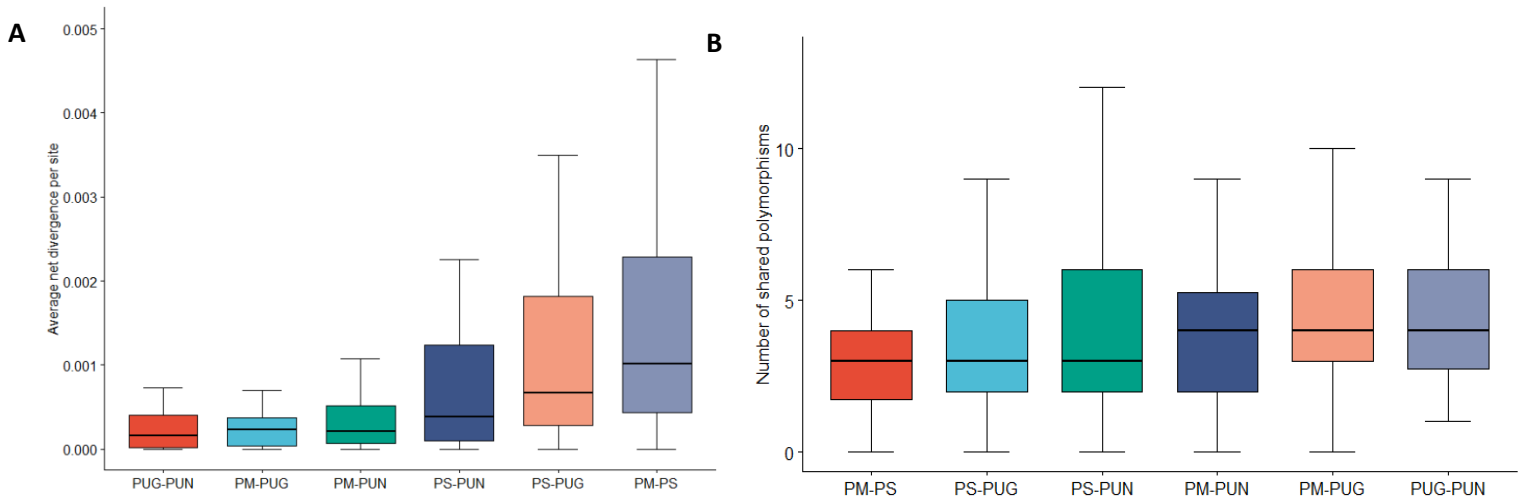 A
Average net divergence per site
0.005
0.004
0.003
0.002
0.001
0.000
PUG-PUN PM-PUG PM-PUN PS-PUN PS-PUG PM-PS
B
Number of shared polymorphisms
10
5
0
PM-PS PS-PUG PS-PUN PM-PUN PM-PUG PUG-PUN